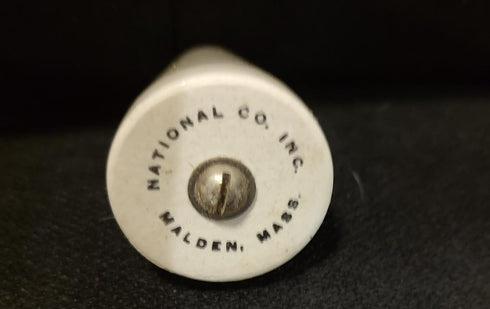 NATIONAL CO. INC.
MALDEN, MASS.